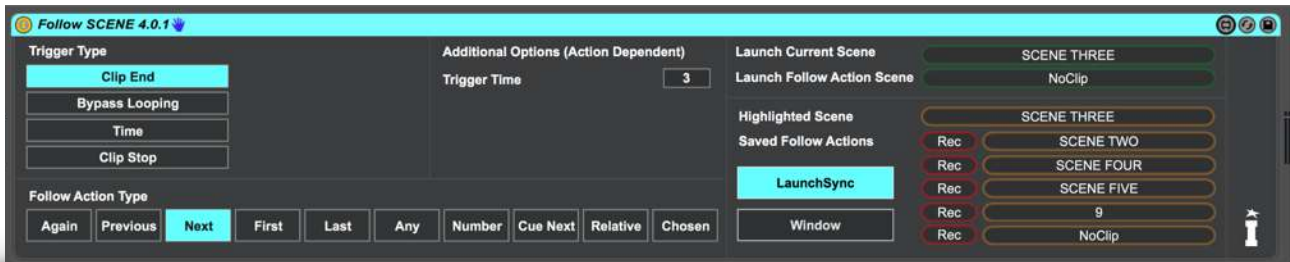 Follow SCENE 4.0.1
Trigger Type
Clip End
Bypass Looping
Time
Clip Stop
Additional Options (Action Dependent)
Trigger Time 3
Follow Action Type
Again Previous Next First Last Any Number Cue Next Relative Chosen
Launch Current Scene SCENE THREE
Launch Follow Action Scene NoClip
Highlighted Scene SCENE THREE
Saved Follow Actions Rec SCENE TWO
Rec SCENE FOUR
Rec SCENE FIVE
Rec 9
Rec NoClip
LaunchSync
Window